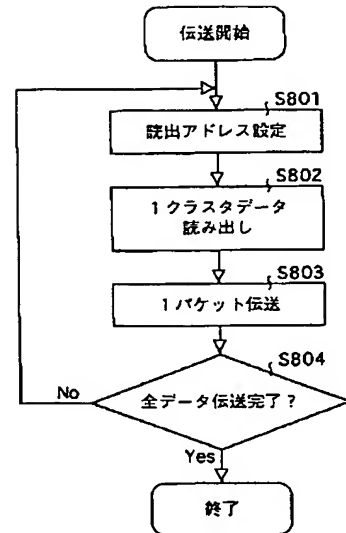 伝送開始
S801
読出アドレス設定
S802
1クラスタデータ
読み出し
S803
1パケット伝送
S804
全データ伝送完了?
No
Yes
終了